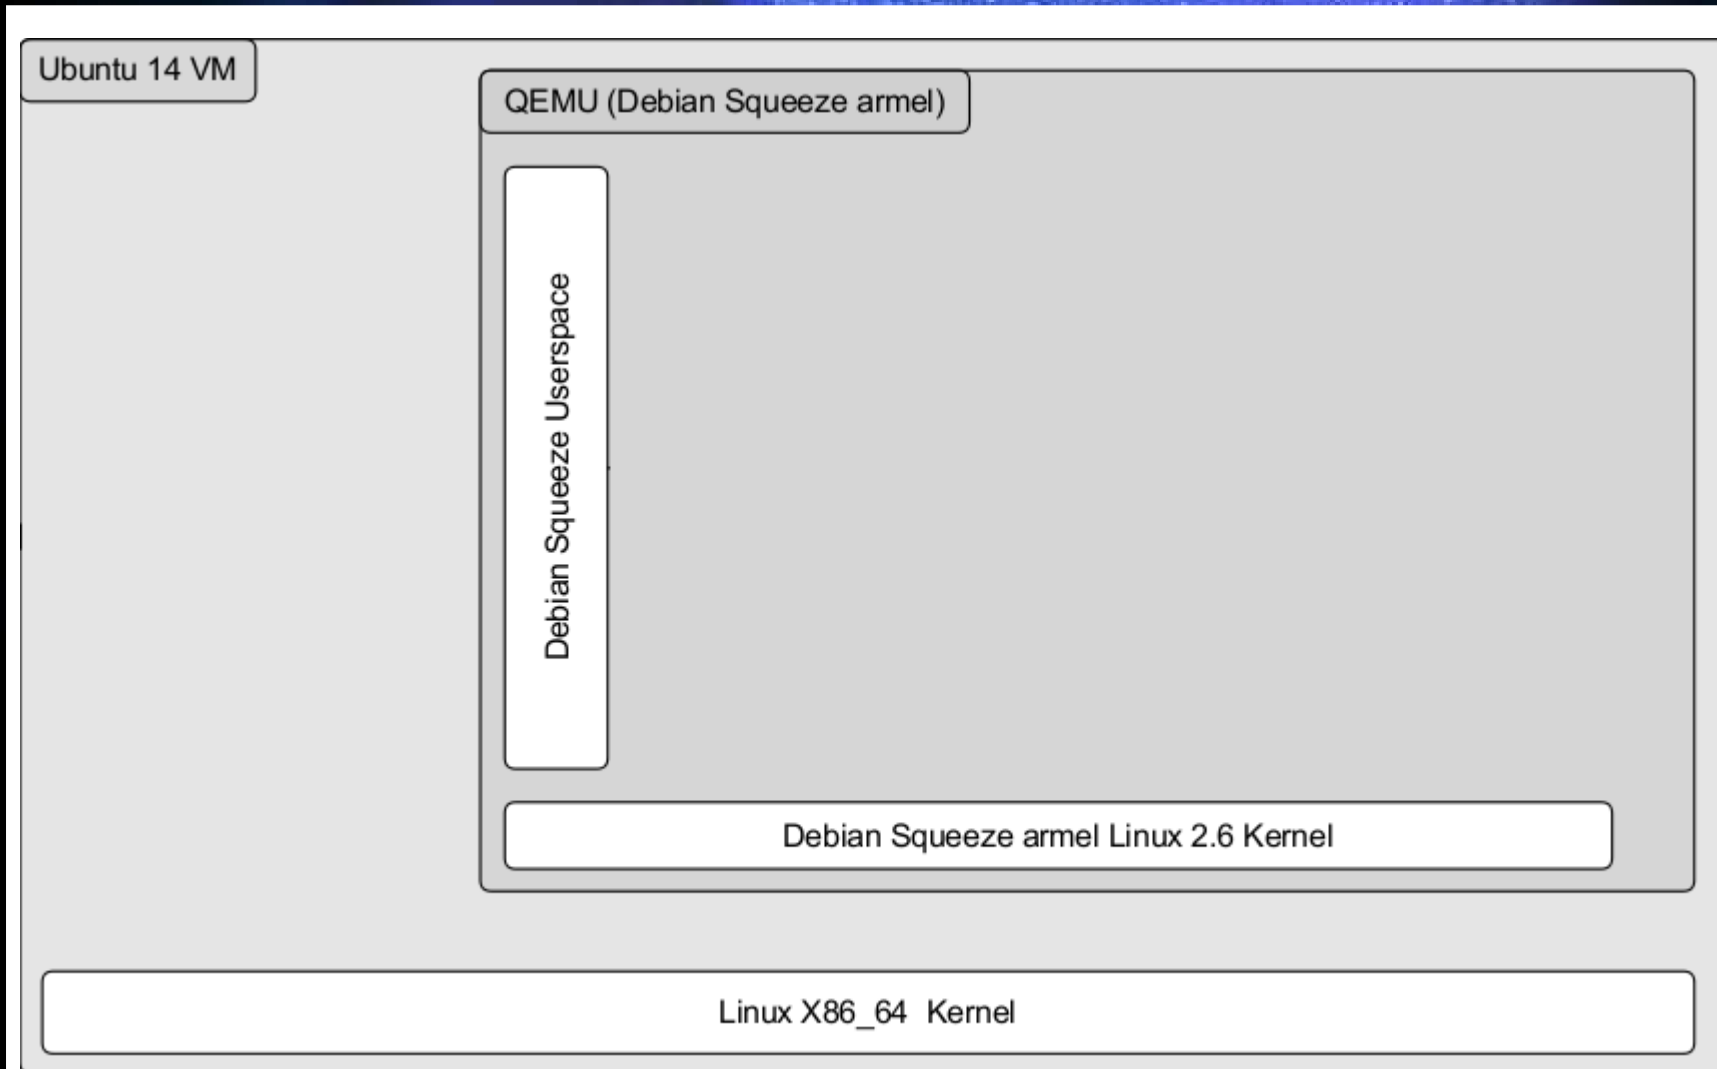 Ubuntu 14 VM
QEMU (Debian Squeeze armel)
Debian Squeeze Userspace
Debian Squeeze armel Linux 2.6 Kernel
Linux X86_64  Kernel